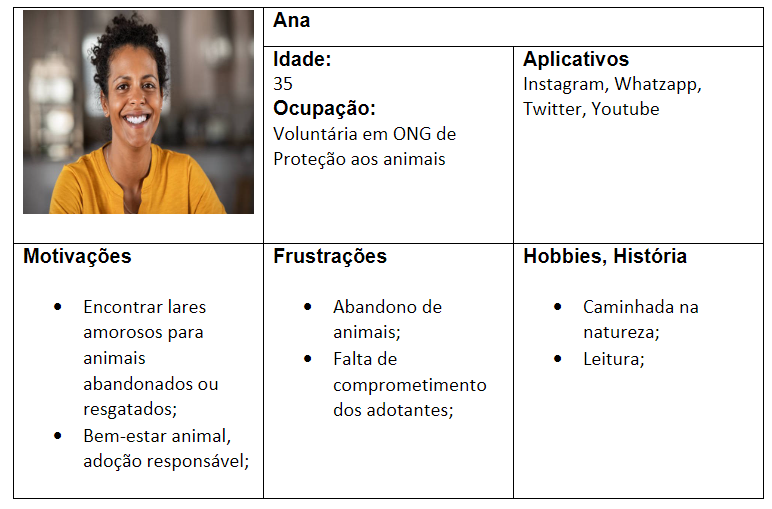 Ana
Idade:
35
Ocupação:
Voluntária em ONG de
Proteção aos animais
Aplicativos
Instagram, Whatzapp,
Twitter, Youtube
Motivações
• Encontrar lares
amorosos para
animais
abandonados ou
resgatados;
• Bem-estar animal,
adoção responsável;
Frustrações
• Abandono de
animais;
• Falta de
comprometimento
dos adotantes;
Hobbies, História
• Caminhada na
natureza;
• Leitura;